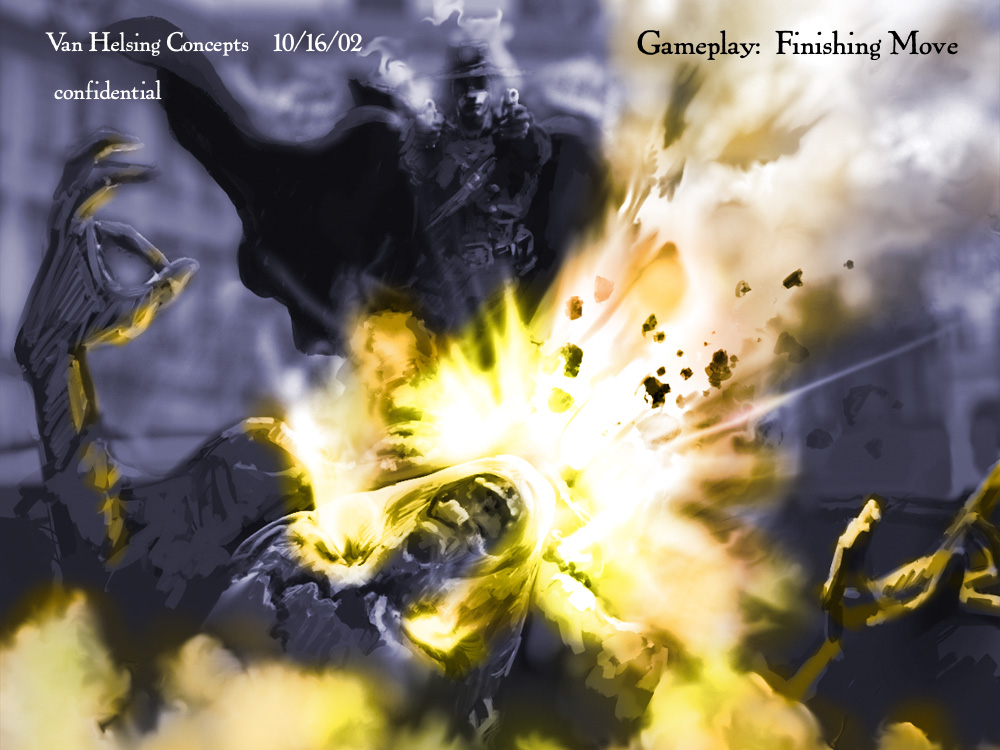 Van Helsing Concepts 10/16/02
Gameplay: Finishing Move
confidential